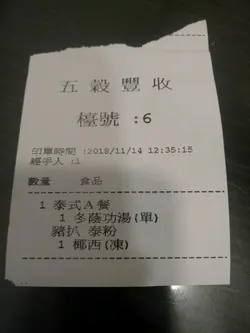 五穀豐收
檯號 :6
印單時間 :2018/11/14 12:35:15
經手人 :1
數量 食品
1 泰式A餐
1 冬蔭功湯(單)
豬扒 泰粉
1 椰西(凍)